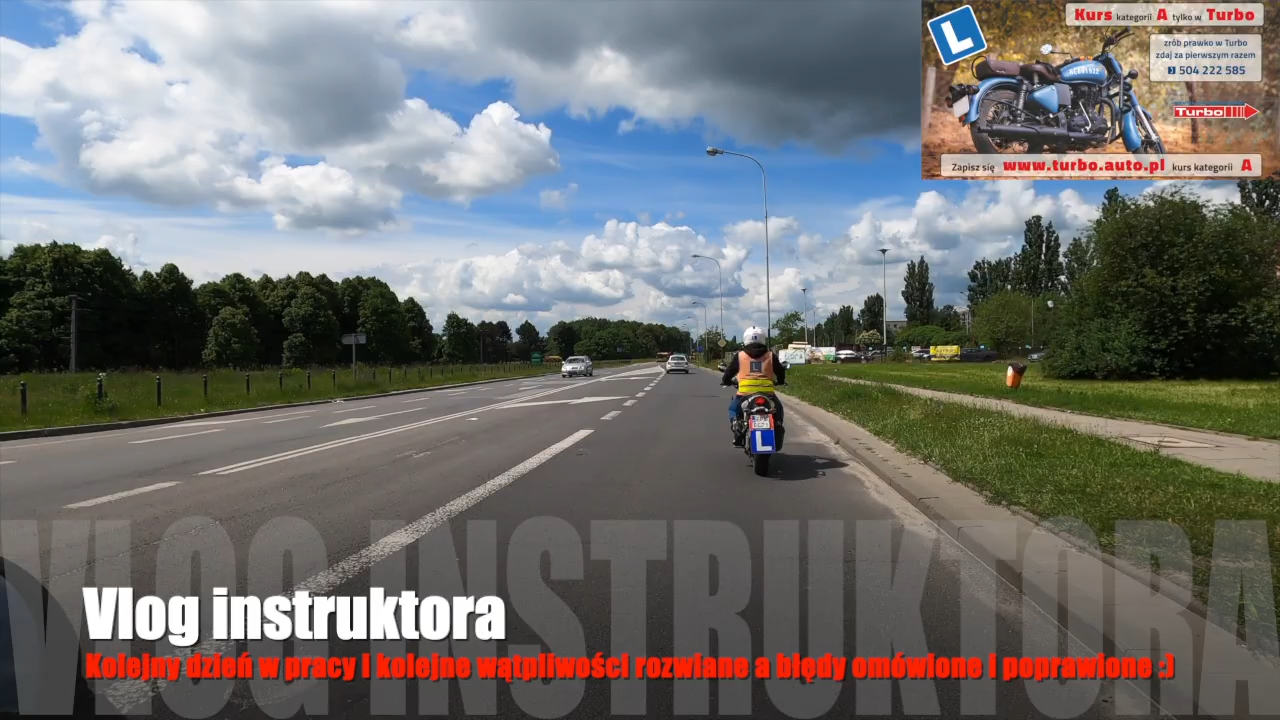 L
Kurs kategorii A tylko w Turbo
zrób prawko w Turbo
zdaj za pierwszym razem
504 222 585
Turbo
Zapisz się www.turbo.auto.pl kurs kategorii A
L
VLOG INSTRUKTORA
Vlog instruktora
Kolejny dzień w pracy i kolejne wątpliwości rozwiane a błędy omówione i poprawione :)